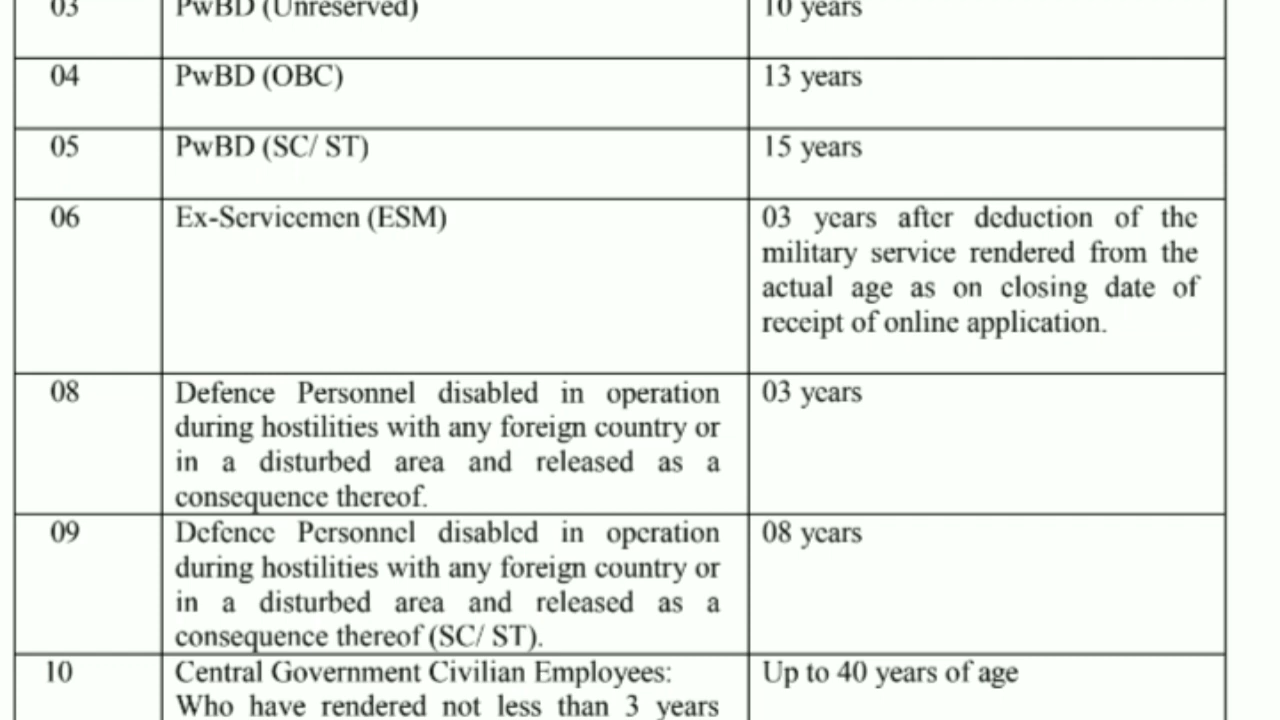 03 PwBD (Unreserved) 10 years
04 PwBD (OBC) 13 years
05 PwBD (SC/ ST) 15 years
06 Ex-Servicemen (ESM) 03 years after deduction of the
military service rendered from the
actual age as on closing date of
receipt of online application.
08 Defence Personnel disabled in operation 03 years
during hostilities with any foreign country or
in a disturbed area and released as a
consequence thereof.
09 Defence Personnel disabled in operation 08 years
during hostilities with any foreign country or
in a disturbed area and released as a
consequence thereof (SC/ ST).
10 Central Government Civilian Employees: Up to 40 years of age
Who have rendered not less than 3 years